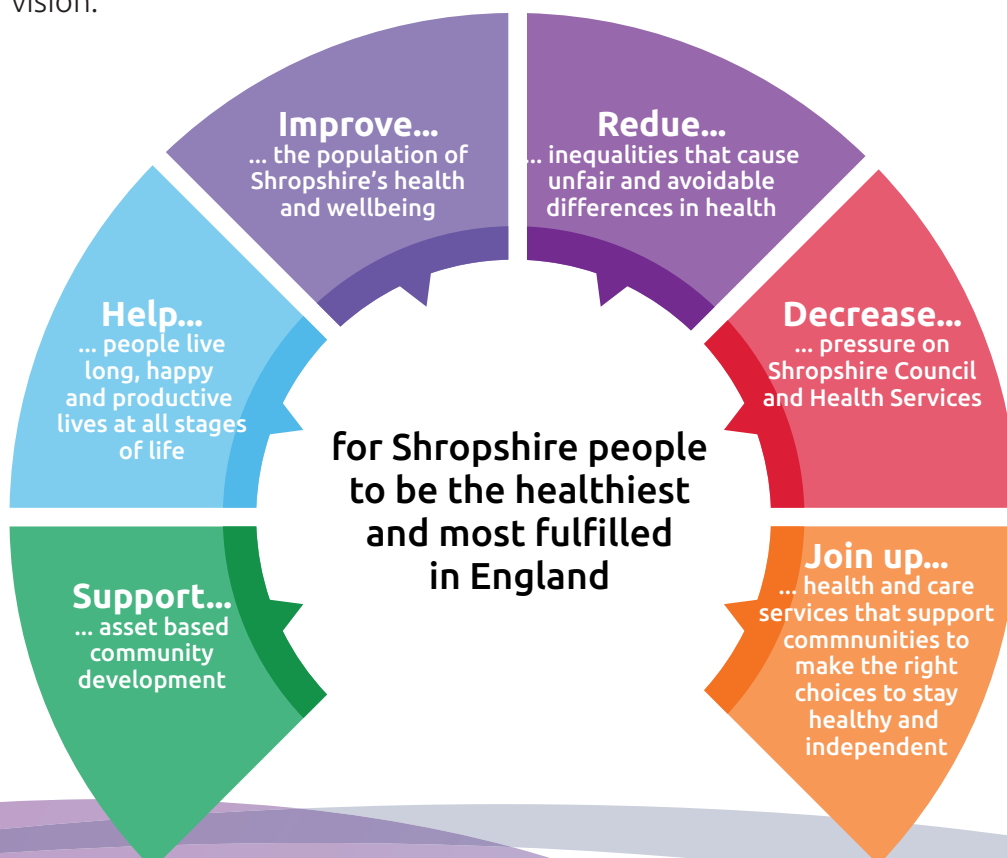 vision.
Improve...
... the population of
Shropshire's health
and wellbeing
Redue...
... inequalities that cause
unfair and avoidable
differences in health
Help...
... people live
long, happy
and productive
lives at all stages
of life
Decrease...
... pressure on
Shropshire Council
and Health Services
for Shropshire people
to be the healthiest
and most fulfilled
in England
Support...
... asset based
community
development
Join up...
... health and care
services that support
commnunities to
make the right
choices to stay
healthy and
independent